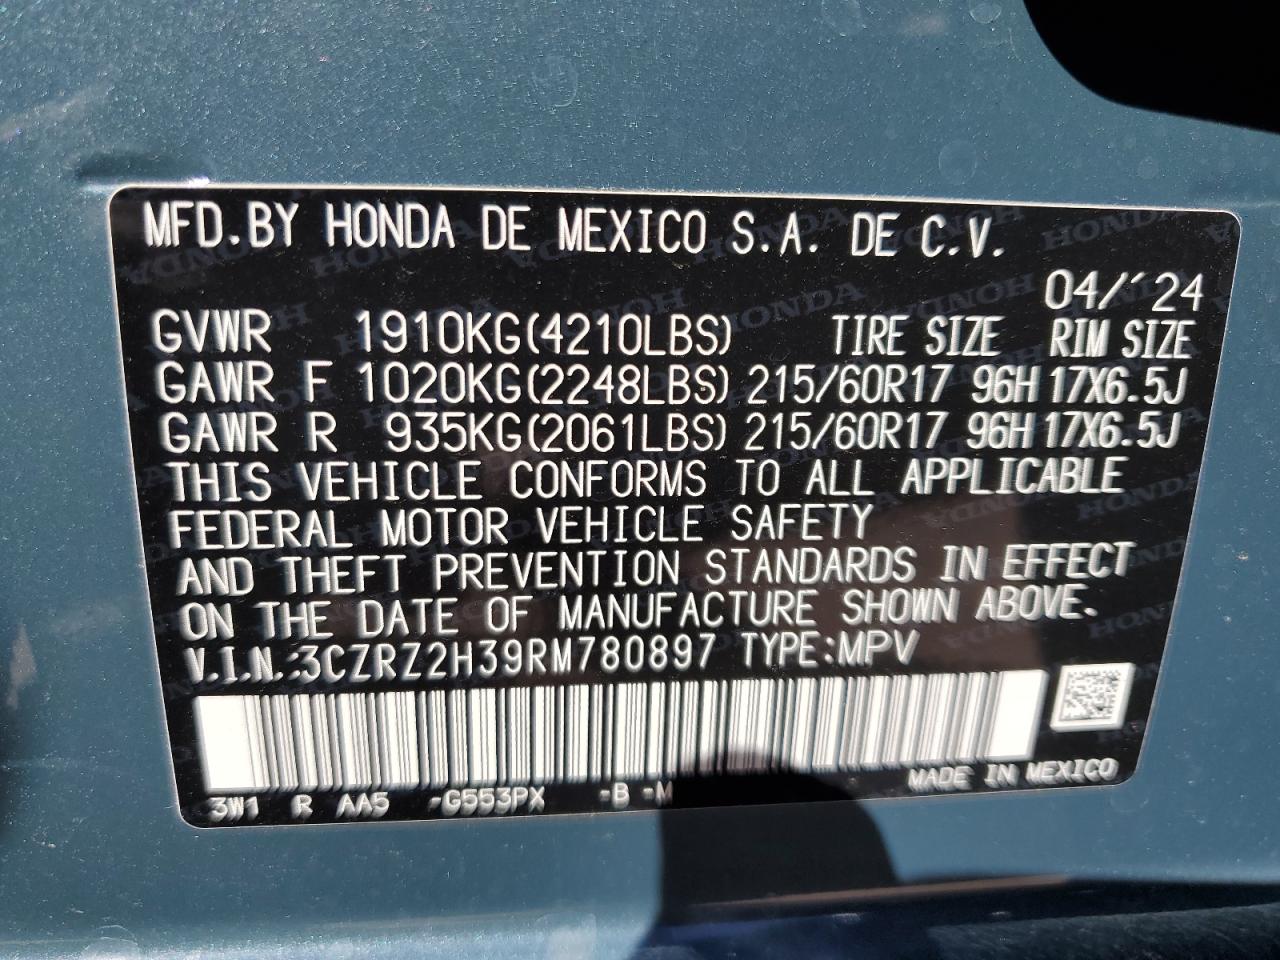 MFD.BY HONDA DE MEXICO S.A. DE C.V.
04/'24
GVWR 1910KG(4210LBS) TIRE SIZE RIM SIZE
GAWR F 1020KG(2248LBS) 215/60R17 96H 17X6.5J
GAWR R 935KG(2061LBS) 215/60R17 96H 17X6.5J
THIS VEHICLE CONFORMS TO ALL APPLICABLE
FEDERAL MOTOR VEHICLE SAFETY
AND THEFT PREVENTION STANDARDS IN EFFECT
ON THE DATE OF MANUFACTURE SHOWN ABOVE.
V.I.N.:3CZRZ2H39RM780897 TYPE:MPV
MADE IN MEXICO
3W1 R AA5 -G553PX -B -M